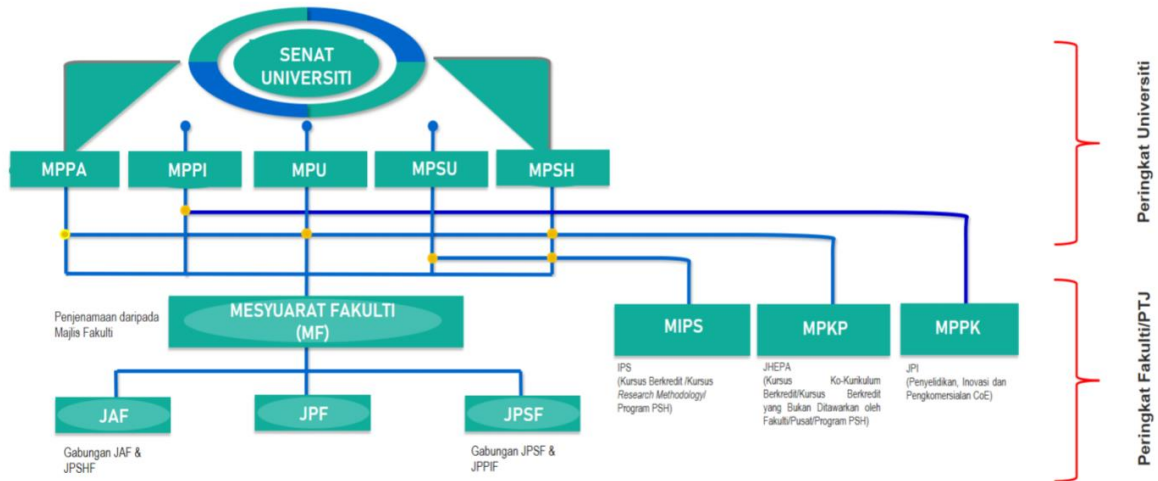 SENAT
UNIVERSITI
MPPA
MPPI
MPU
MPSU
MPSH
Peringkat Universiti
Penjenamaan daripada
Majlis Fakulti
MESYUARAT FAKULTI
(MF)
MIPS
MPKP
MPPK
IPS
(Kursus Berkredit /Kursus
Research Methodology/
Program PSH)
JHEPA
(Kursus Ko-Kurikulum
Berkredit/Kursus Berkredit
yang Bukan Ditawarkan oleh
Fakulti/Pusat/Program PSH)
JPI
(Penyelidikan, Inovasi dan
Pengkomersialan CoE)
JAF
JPF
JPSF
Gabungan JAF &
JPSHF
Gabungan JPSF &
JPPIF
Peringkat Fakulti/PTJ